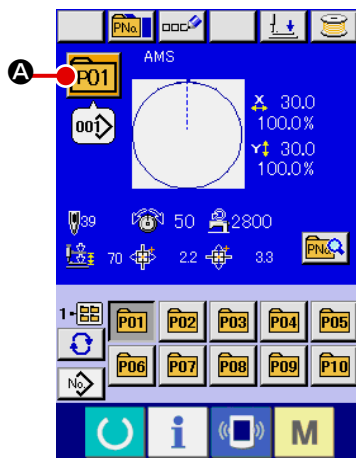 PNo.
A
AMS
P01
001
X 30.0
100.0%
Y 30.0
100.0%
39 50 2800
PNo.
70 2.2 3.3
1-
P01 P02 P03 P04 P05
P06 P07 P08 P09 P10
No.
i M